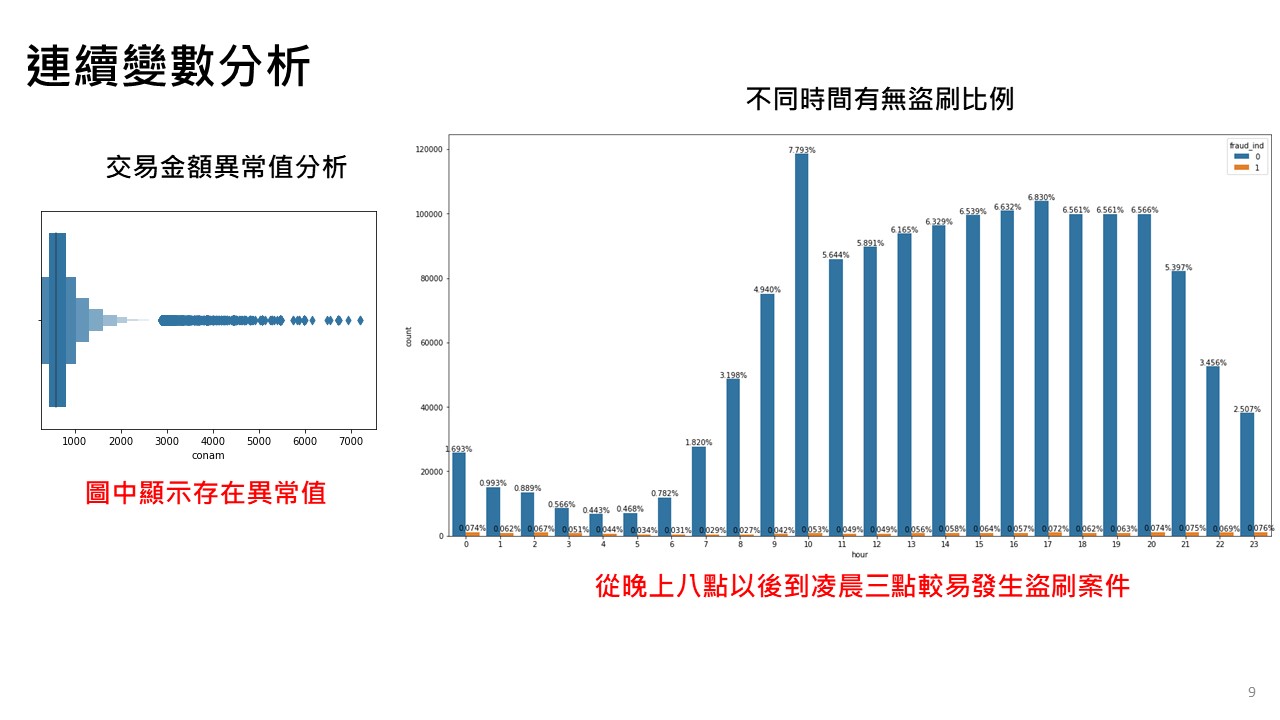 連續變數分析
不同時間有無盜刷比例
交易金額異常值分析
1000 2000 3000 4000 5000 6000 7000
conam
圖中顯示存在異常值
fraud_ind
0
1
120000
100000
80000
60000
40000
20000
0
count
1.693% 0.993% 0.889% 0.566% 0.443% 0.468% 0.782% 1.820% 3.198% 4.940% 7.793% 5.644% 5.891% 6.165% 6.329% 6.539% 6.632% 6.830% 6.561% 6.561% 6.566% 5.397% 3.456% 2.507%
0.074% 0.062% 0.067% 0.051% 0.044% 0.034% 0.031% 0.029% 0.027% 0.042% 0.053% 0.049% 0.049% 0.056% 0.058% 0.064% 0.057% 0.072% 0.062% 0.063% 0.074% 0.075% 0.069% 0.076%
0 1 2 3 4 5 6 7 8 9 10 11 12 13 14 15 16 17 18 19 20 21 22 23
hour
從晚上八點以後到凌晨三點較易發生盜刷案件
9